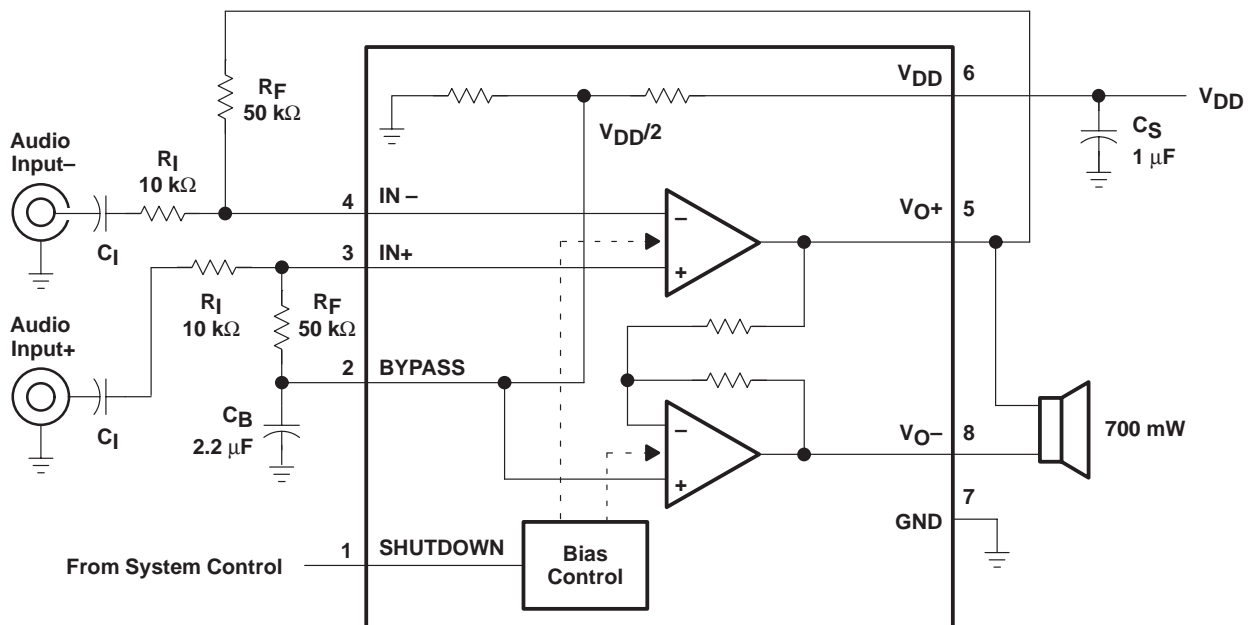 VDD
6
RF
50 kΩ
VDD
VDD/2
CS
1 μF
Audio
Input–
RI
10 kΩ
CI
4
IN –
VO+
5
–
+
3
IN+
RI
10 kΩ
RF
50 kΩ
Audio
Input+
CI
2
BYPASS
CB
2.2 μF
–
+
VO–
8
700 mW
7
GND
From System Control
1
SHUTDOWN
Bias
Control